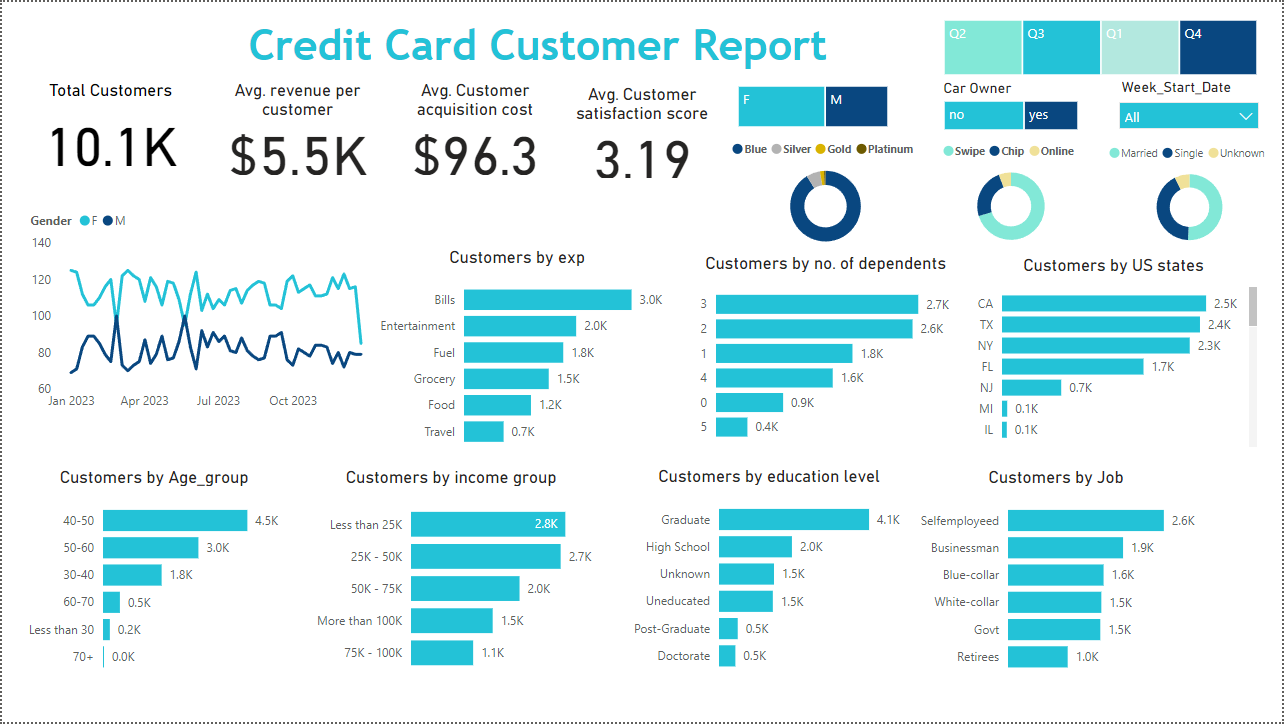 Credit Card Customer Report
Q2
Q3
Q1
Q4
Total Customers
10.1K
Avg. revenue per
customer
$5.5K
Avg. Customer
acquisition cost
$96.3
Avg. Customer
satisfaction score
3.19
F
M
Car Owner
no
yes
Week_Start_Date
All
Blue Silver Gold Platinum
Swipe Chip Online
Married Single Unknown
Gender F M
140
120
100
80
60
Jan 2023 Apr 2023 Jul 2023 Oct 2023
Customers by exp
Bills 3.0K
Entertainment 2.0K
Fuel 1.8K
Grocery 1.5K
Food 1.2K
Travel 0.7K
Customers by no. of dependents
3 2.7K
2 2.6K
1 1.8K
4 1.6K
0 0.9K
5 0.4K
Customers by US states
CA 2.5K
TX 2.4K
NY 2.3K
FL 1.7K
NJ 0.7K
MI 0.1K
IL 0.1K
Customers by Age_group
40-50 4.5K
50-60 3.0K
30-40 1.8K
60-70 0.5K
Less than 30 0.2K
70+ 0.0K
Customers by income group
Less than 25K 2.8K
25K - 50K 2.7K
50K - 75K 2.0K
More than 100K 1.5K
75K - 100K 1.1K
Customers by education level
Graduate 4.1K
High School 2.0K
Unknown 1.5K
Uneducated 1.5K
Post-Graduate 0.5K
Doctorate 0.5K
Customers by Job
Selfemployeed 2.6K
Businessman 1.9K
Blue-collar 1.6K
White-collar 1.5K
Govt 1.5K
Retirees 1.0K